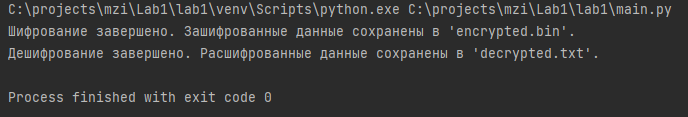 C:\projects\mzi\Lab1\lab1\venv\Scripts\python.exe C:\projects\mzi\Lab1\lab1\main.py
Шифрование завершено. Зашифрованные данные сохранены в 'encrypted.bin'.
Дешифрование завершено. Расшифрованные данные сохранены в 'decrypted.txt'.
Process finished with exit code 0